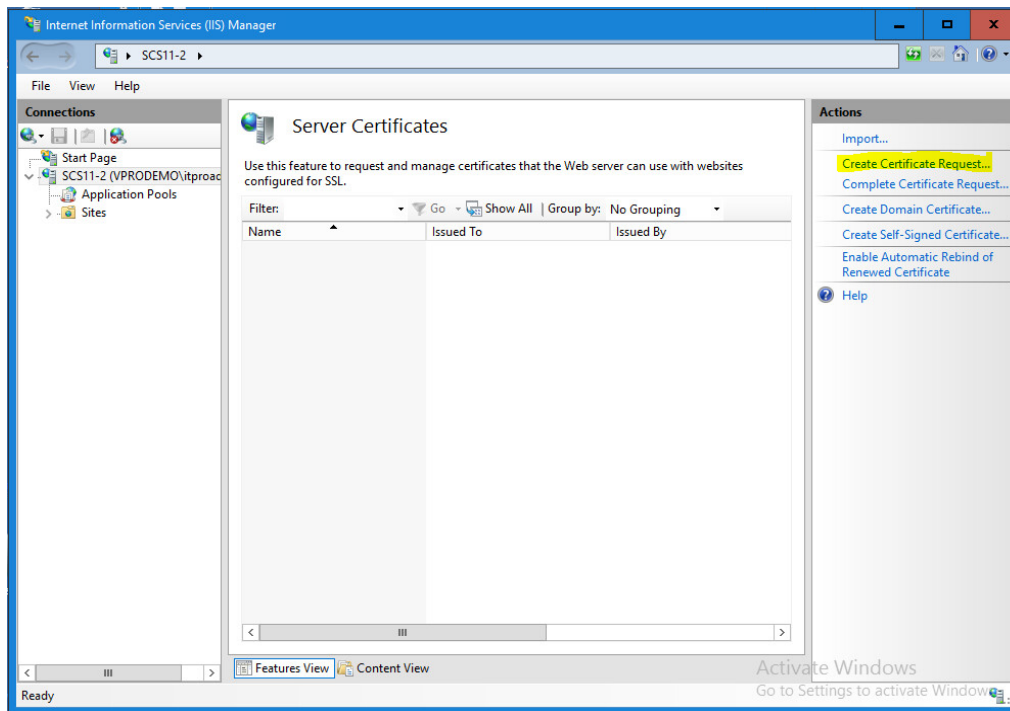 Internet Information Services (IIS) Manager
SCS11-2
File View Help
Connections
Start Page
SCS11-2 (VPRODEMO\itproad
Application Pools
Sites
Server Certificates
Use this feature to request and manage certificates that the Web server can use with websites
configured for SSL.
Filter: Go Show All Group by: No Grouping
Name Issued To Issued By
Features View Content View
Actions
Import...
Create Certificate Request...
Complete Certificate Request...
Create Domain Certificate...
Create Self-Signed Certificate...
Enable Automatic Rebind of
Renewed Certificate
Help
Activate Windows
Go to Settings to activate Window
Ready